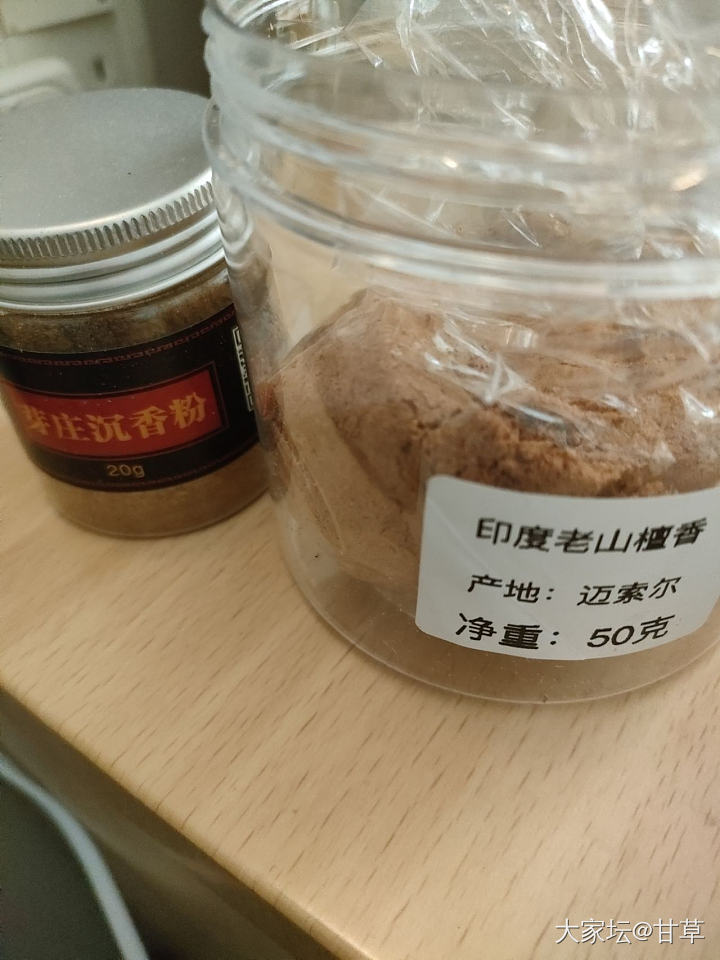 芽庄沉香粉
20g
印度老山檀香
产地：迈索尔
净重：50克
大家坛@甘草